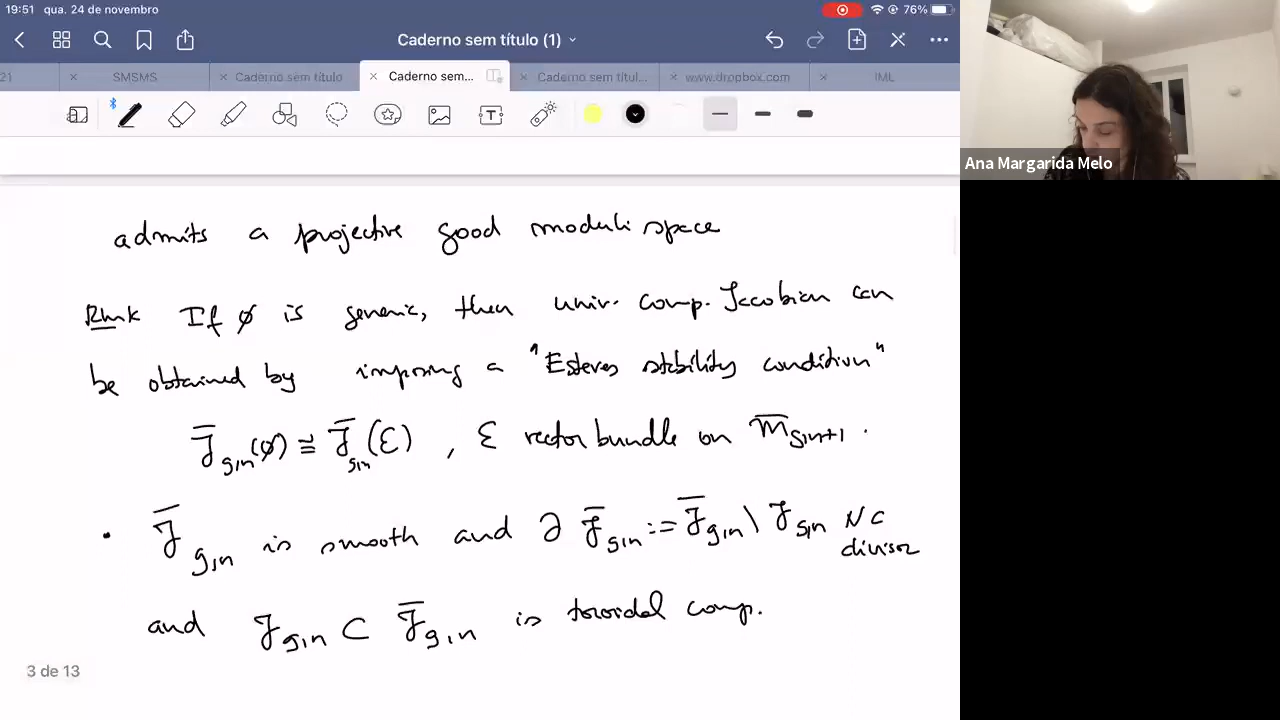 19:51 qua. 24 de novembro 76%
Caderno sem título (1)
21 SMSMS Caderno sem título Caderno sem... Caderno sem títul... www.dropbox.com IML
Ana Margarida Melo
admits a projective good moduli space
Rmk If ϕ is generic, then univ. comp. Jacobian can
be obtained by imposing a "Esteves stability condition"
J̅_{g,n}(ϕ) ≅ J̅_{g,n}(Ɛ), Ɛ vector bundle on M̅_{g,n+1}.
• J̅_{g,n} is smooth and ∂J̅_{g,n} := J̅_{g,n} \ J_{g,n} NC
divisor
and J_{g,n} ⊂ J̅_{g,n} is toroidal comp.
3 de 13